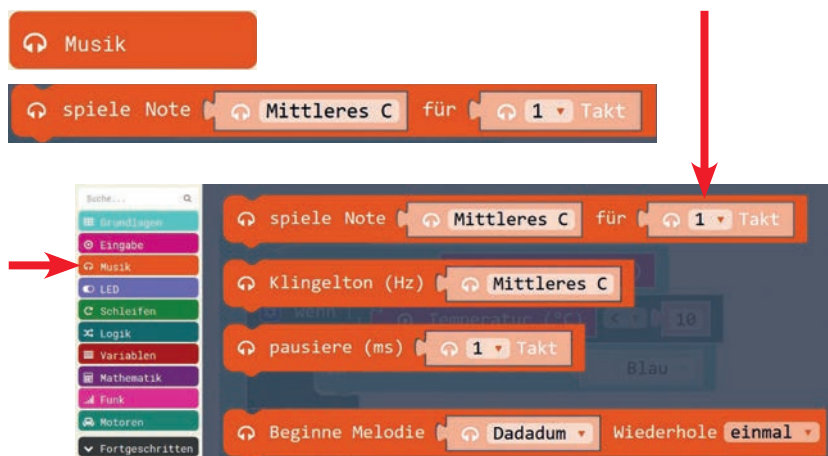 Musik
spiele Note Mittleres C für 1 Takt
Suche...
Grundlagen
Eingabe
Musik
LED
Schleifen
Logik
Variablen
Mathematik
Funk
Motoren
Fortgeschritten
spiele Note Mittleres C für 1 Takt
Klingelton (Hz) Mittleres C
wenn Temperatur (°C) < 10
pausiere (ms) 1 Takt
Blau
Beginne Melodie Dadadum Wiederhole einmal